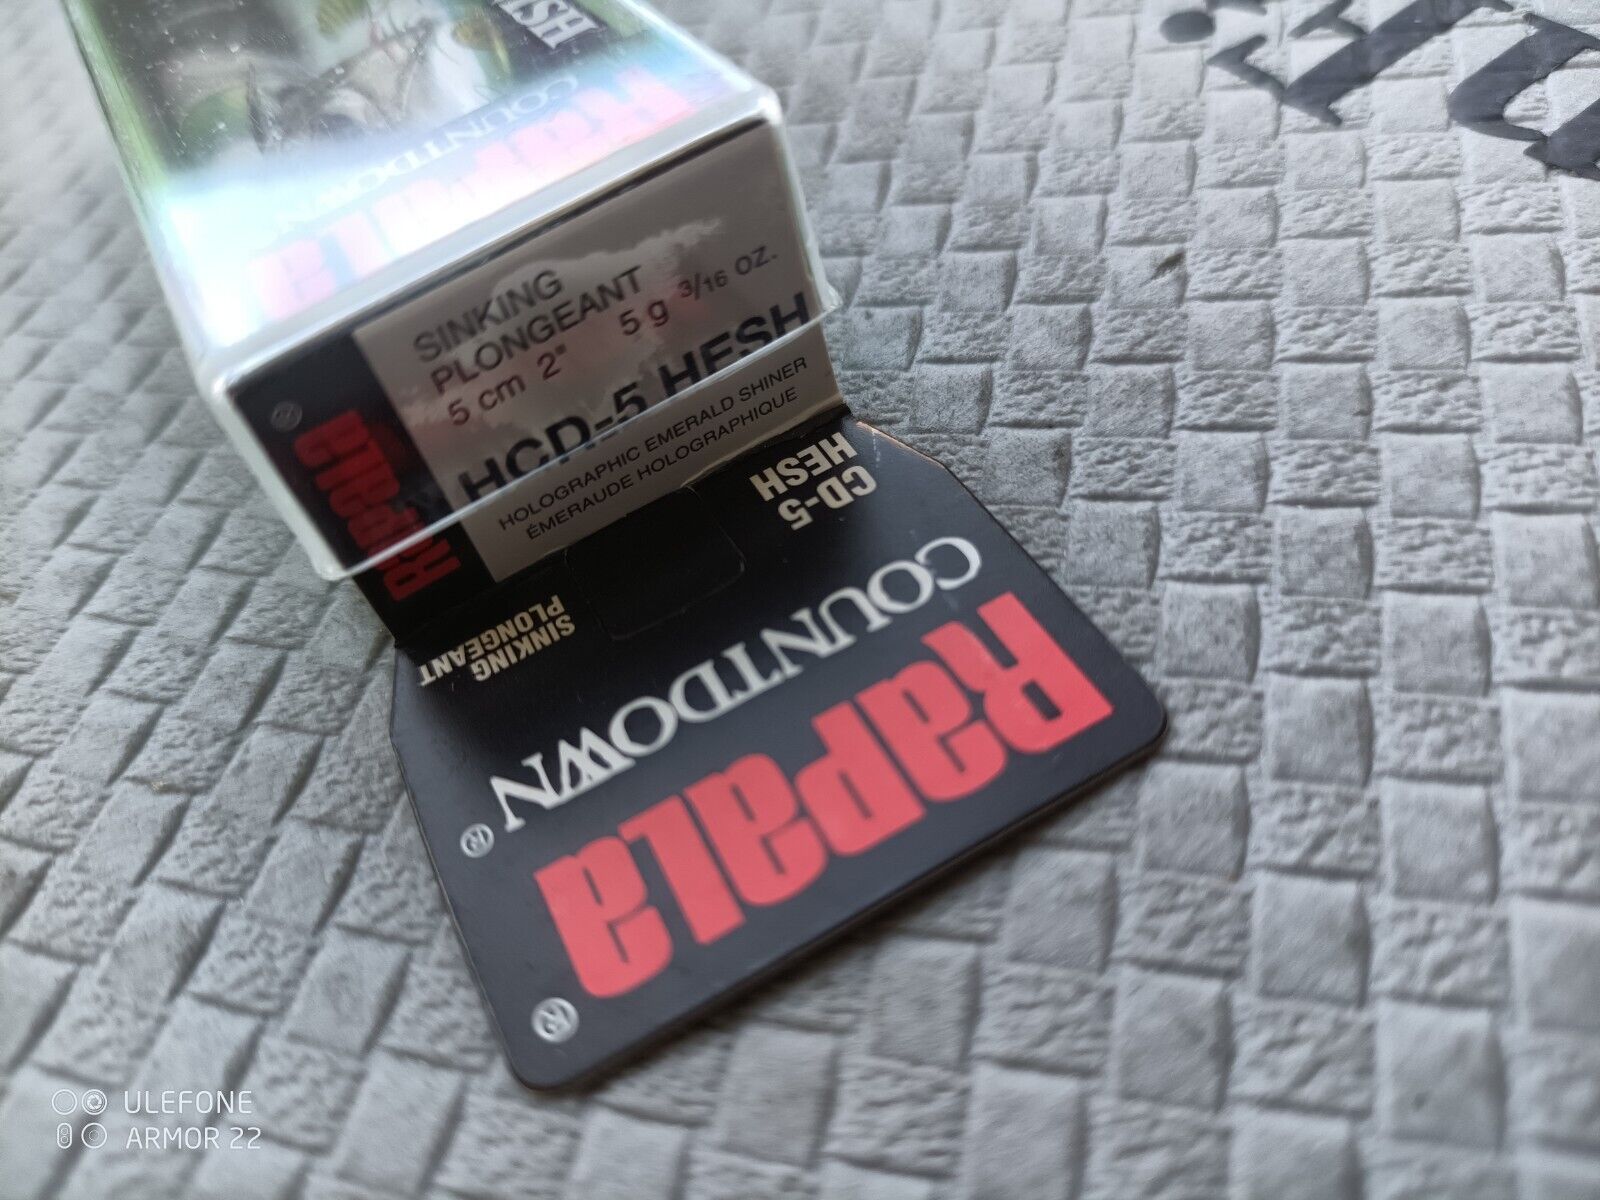 HSH
COUNTDOWN
Rapala
SINKING
PLONGEANT
5 cm 2" 5 g 3/16 OZ.
HCD-5 HESH
HOLOGRAPHIC EMERALD SHINER
ÉMERAUDE HOLOGRAPHIQUE
Rapala ®
CD-5
HESH
SINKING
PLONGEANT
COUNTDOWN ®
Rapala ®
ULEFONE
ARMOR 22